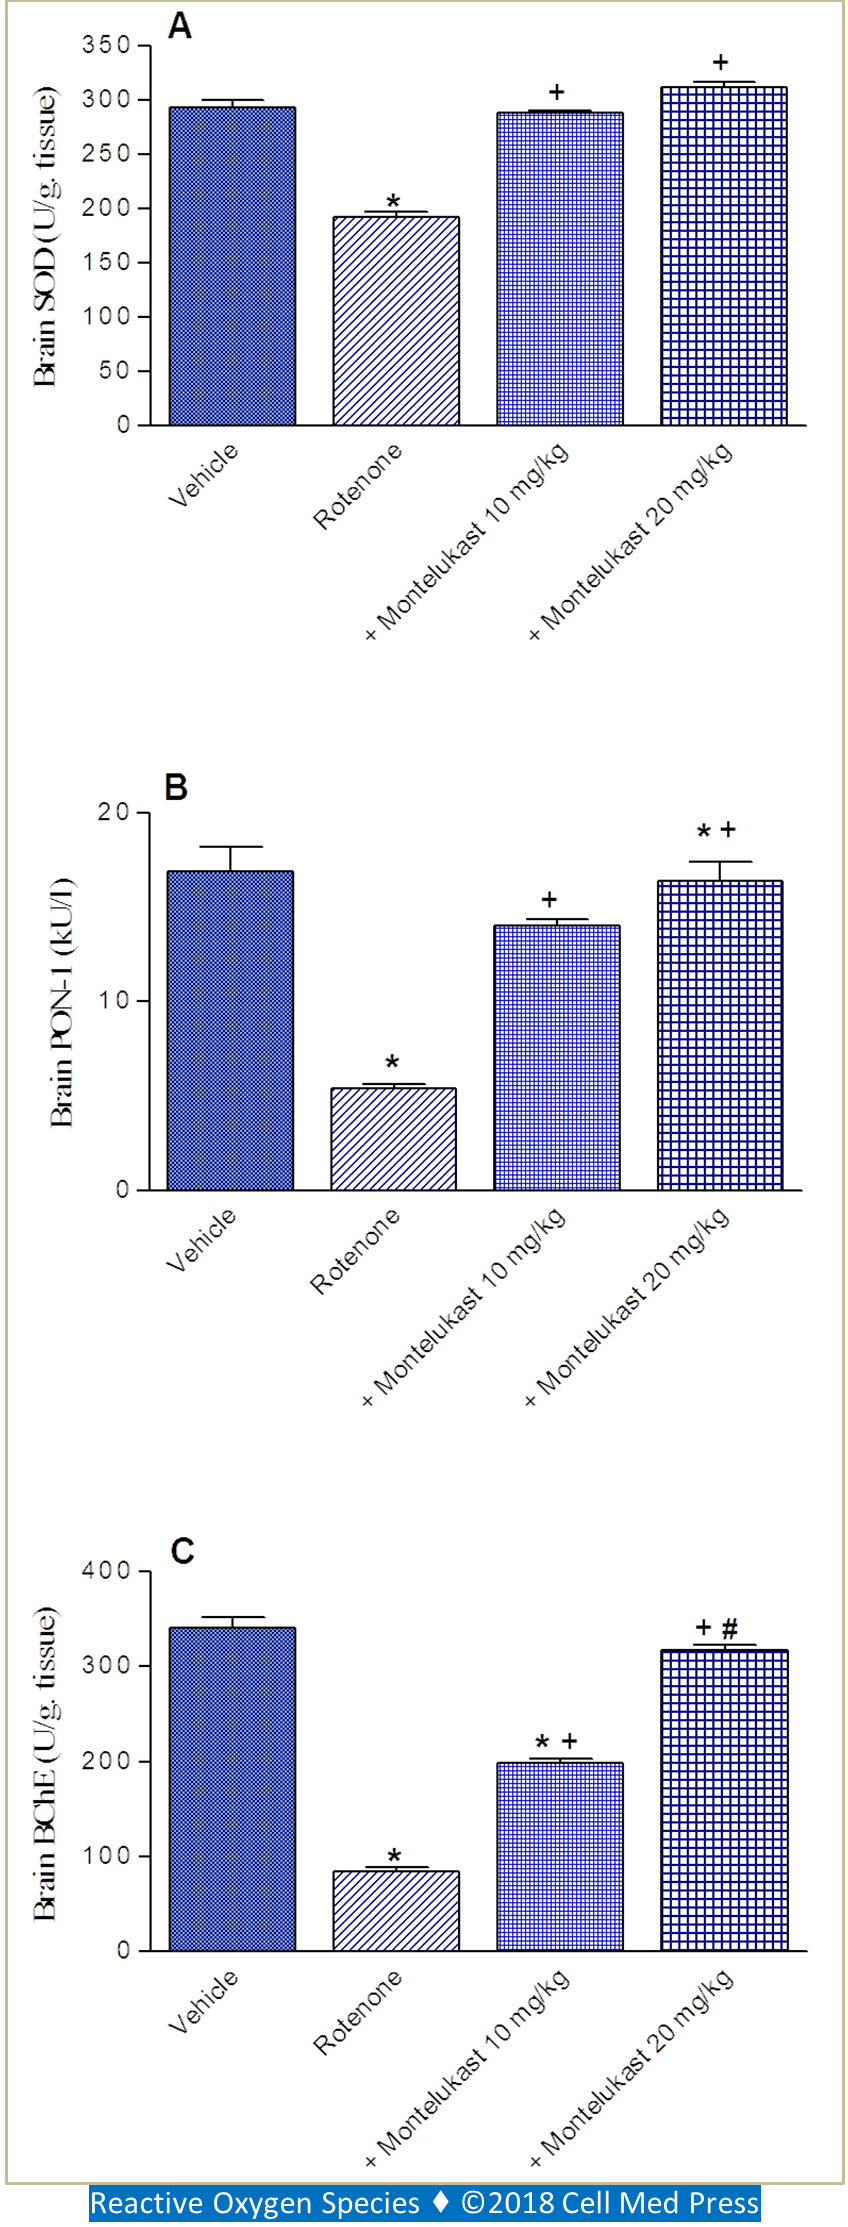 A
Brain SOD (U/g. tissue)
350
300
250
200
150
100
50
0
*
+
+
Vehicle
Rotenone
+ Montelukast 10 mg/kg
+ Montelukast 20 mg/kg
B
Brain PON-1 (kU/l)
20
10
0
*
+
* +
Vehicle
Rotenone
+ Montelukast 10 mg/kg
+ Montelukast 20 mg/kg
C
Brain BChE (U/g. tissue)
400
300
200
100
0
*
* +
+ #
Vehicle
Rotenone
+ Montelukast 10 mg/kg
+ Montelukast 20 mg/kg
Reactive Oxygen Species ♦ ©2018 Cell Med Press